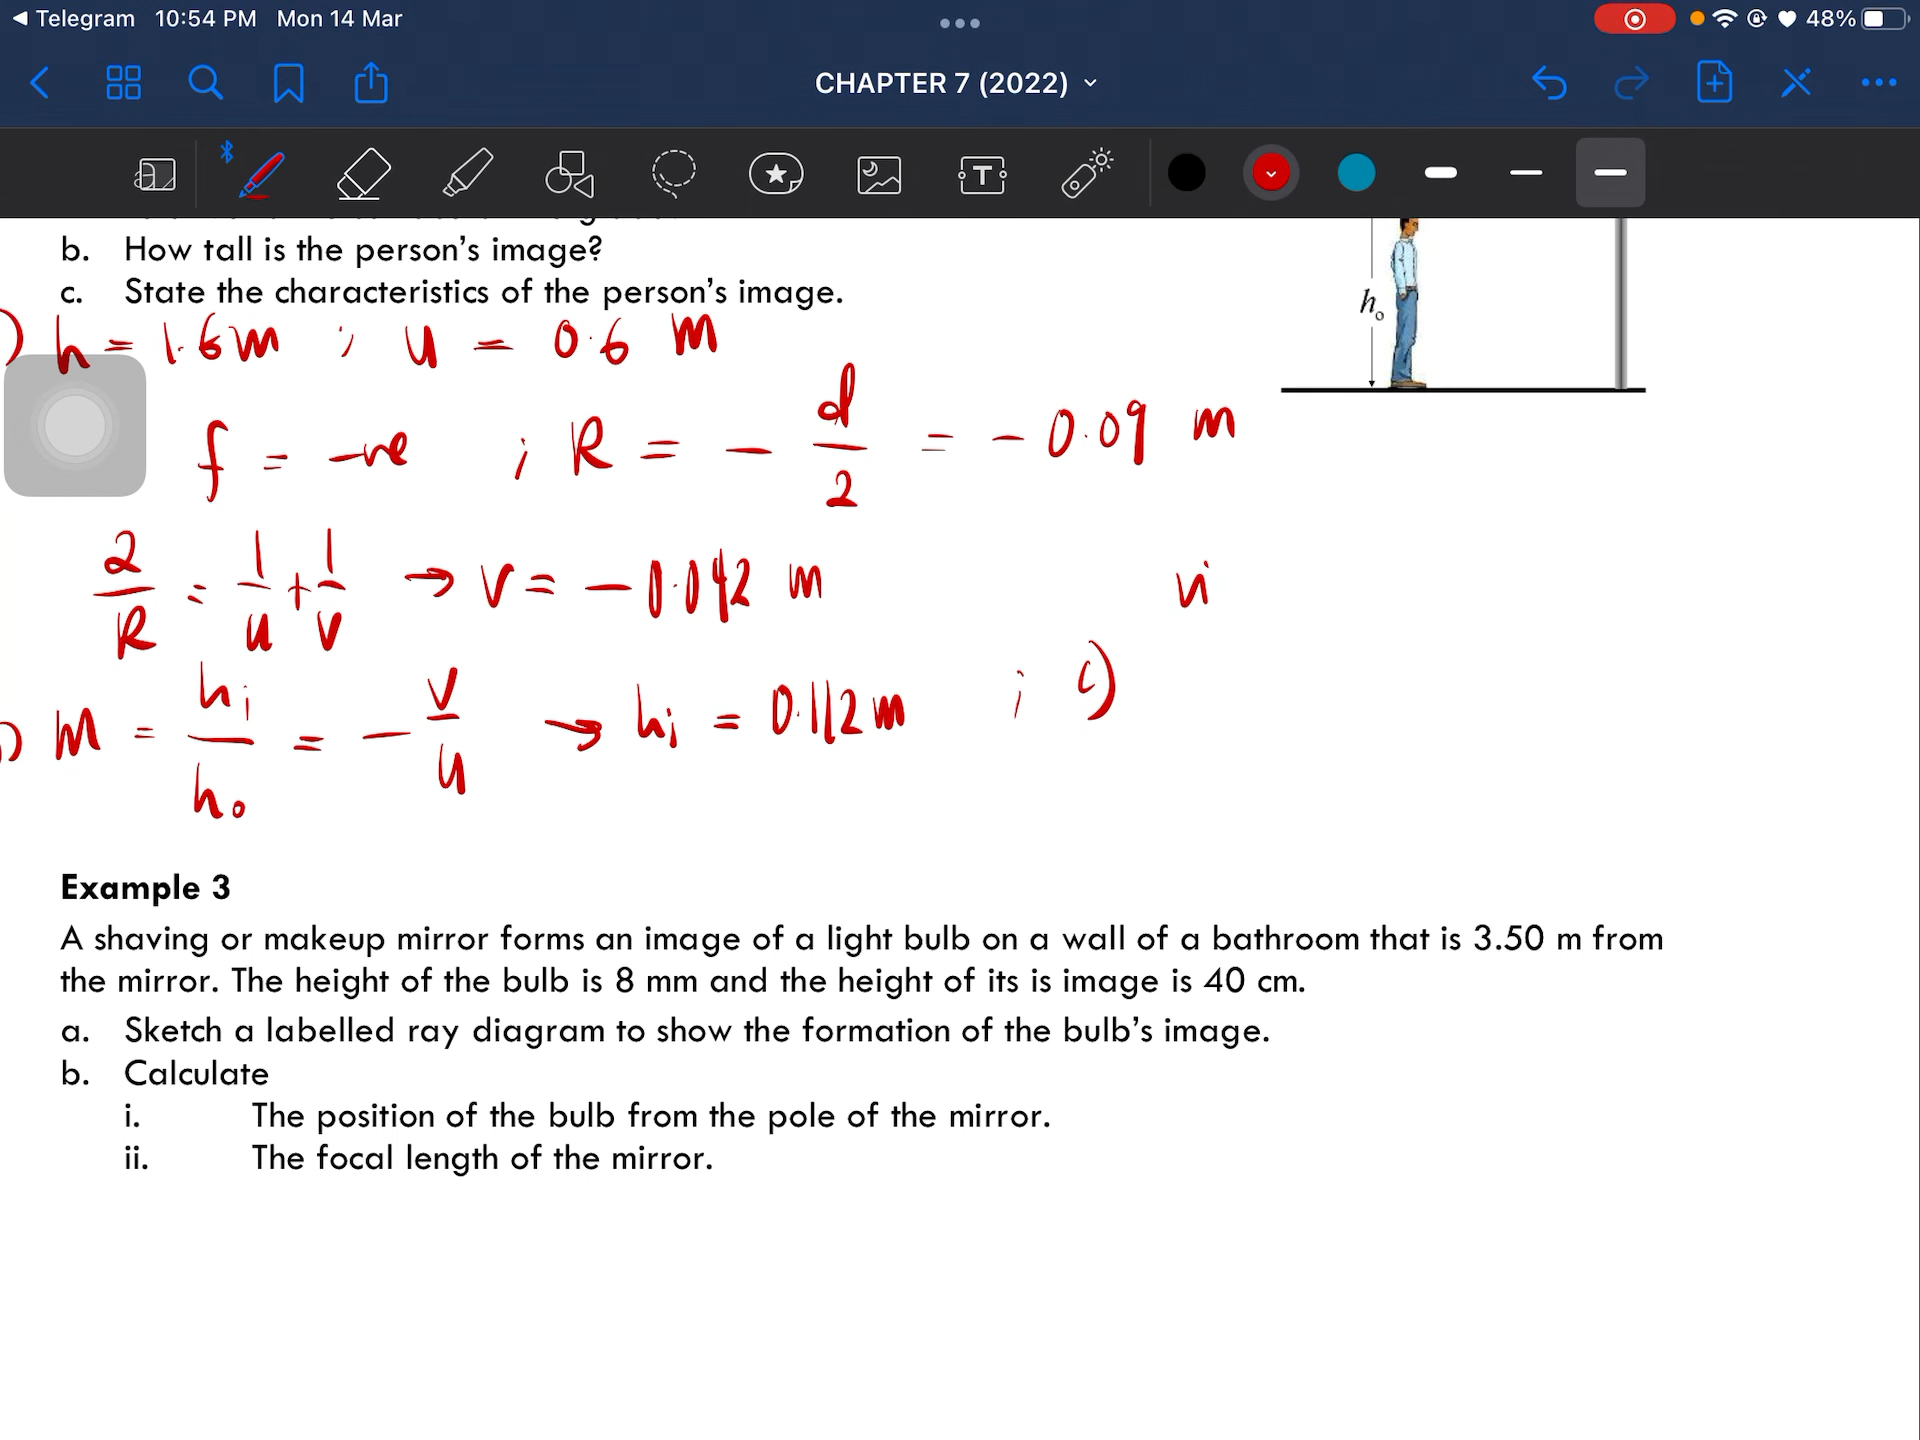 Telegram 10:54 PM Mon 14 Mar 48%
CHAPTER 7 (2022)
b. How tall is the person's image?
c. State the characteristics of the person's image.
h = 1.6m ; u = 0.6 m
hₒ
f = -ve ; R = - d/2 = - 0.09 m
2/R = 1/u + 1/v → v = - 0.042 m vi
) M = hᵢ/hₒ = - v/u → hᵢ = 0.112m ; c)
Example 3
A shaving or makeup mirror forms an image of a light bulb on a wall of a bathroom that is 3.50 m from
the mirror. The height of the bulb is 8 mm and the height of its is image is 40 cm.
a. Sketch a labelled ray diagram to show the formation of the bulb's image.
b. Calculate
i. The position of the bulb from the pole of the mirror.
ii. The focal length of the mirror.